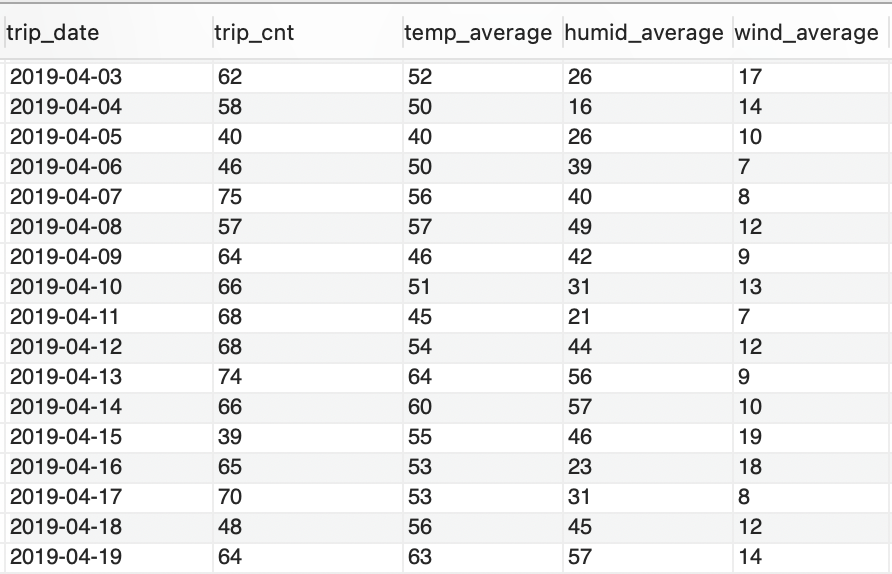 trip_date trip_cnt temp_average humid_average wind_average
2019-04-03 62 52 26 17
2019-04-04 58 50 16 14
2019-04-05 40 40 26 10
2019-04-06 46 50 39 7
2019-04-07 75 56 40 8
2019-04-08 57 57 49 12
2019-04-09 64 46 42 9
2019-04-10 66 51 31 13
2019-04-11 68 45 21 7
2019-04-12 68 54 44 12
2019-04-13 74 64 56 9
2019-04-14 66 60 57 10
2019-04-15 39 55 46 19
2019-04-16 65 53 23 18
2019-04-17 70 53 31 8
2019-04-18 48 56 45 12
2019-04-19 64 63 57 14